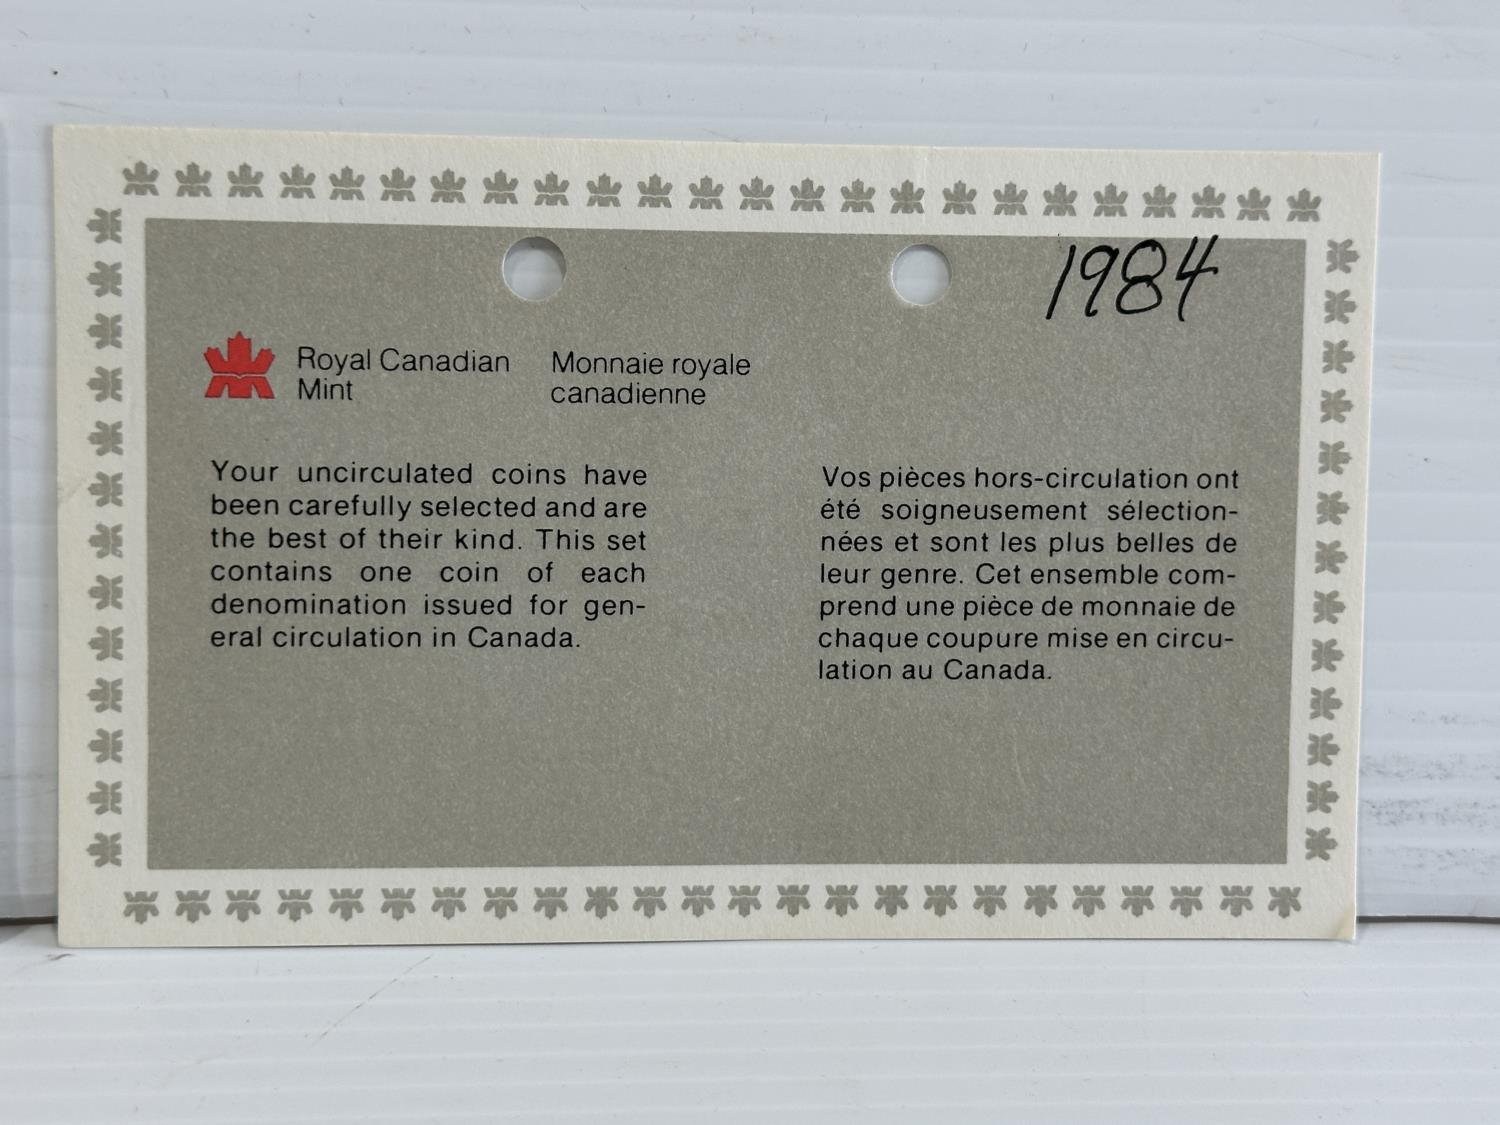 1984
Royal Canadian
Mint
Monnaie royale
canadienne
Your uncirculated coins have
been carefully selected and are
the best of their kind. This set
contains one coin of each
denomination issued for gen-
eral circulation in Canada.
Vos pièces hors-circulation ont
été soigneusement sélection-
nées et sont les plus belles de
leur genre. Cet ensemble com-
prend une pièce de monnaie de
chaque coupure mise en circu-
lation au Canada.